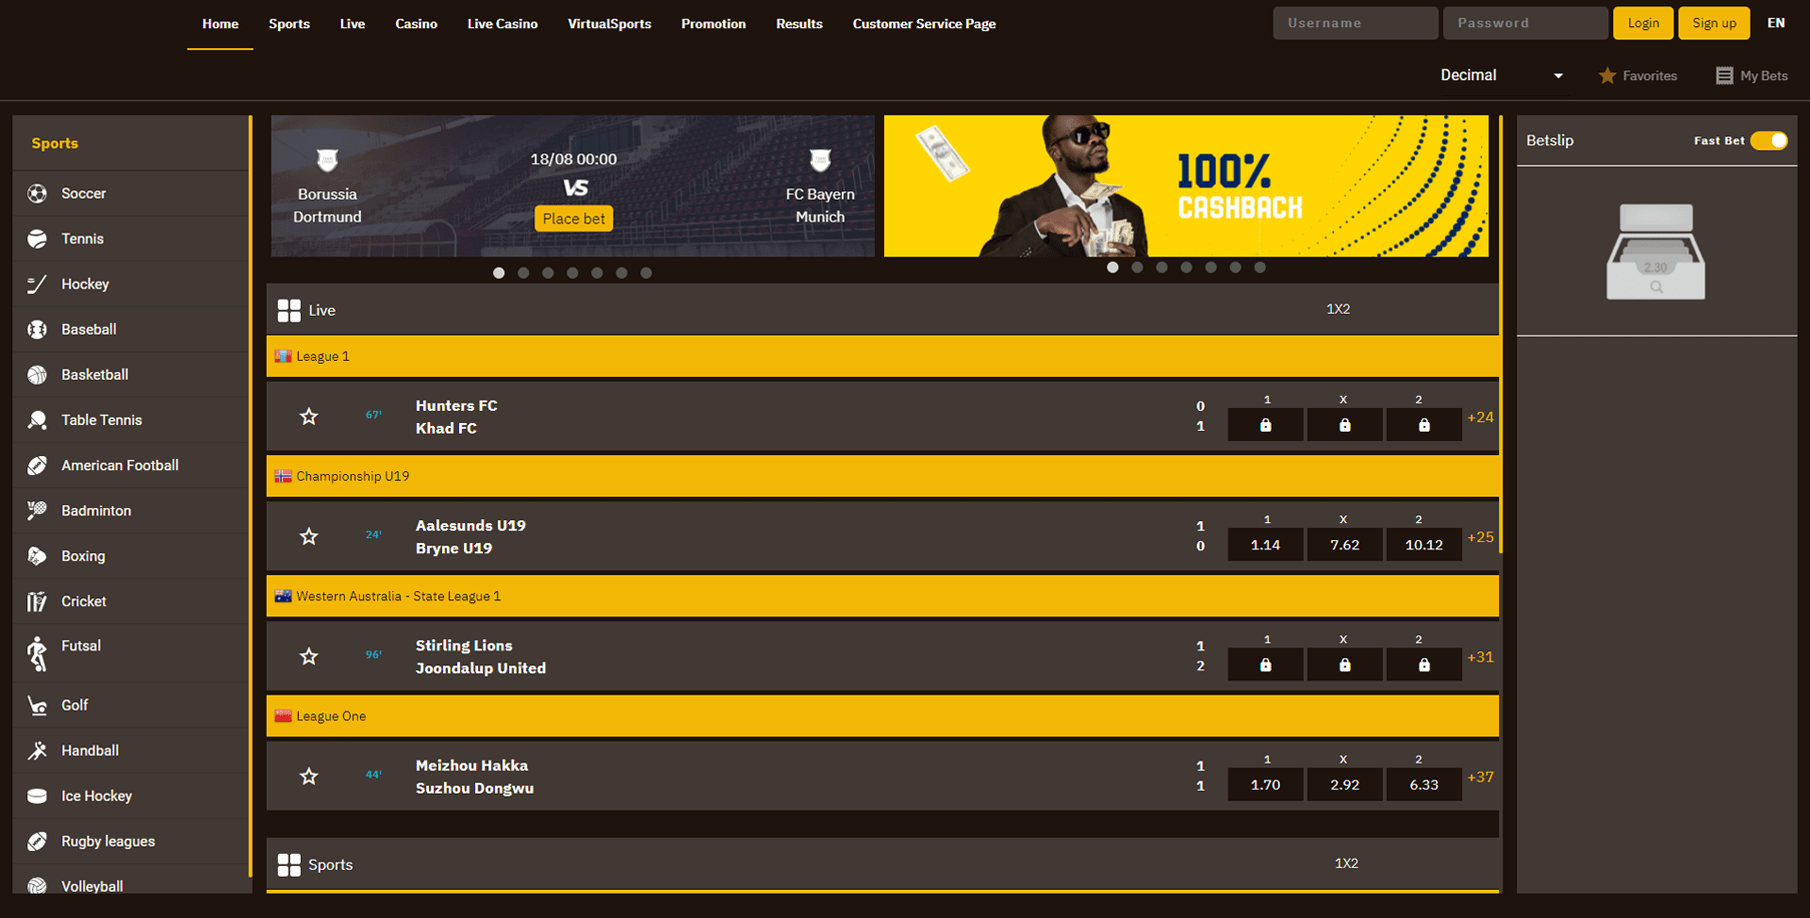 Home Sports Live Casino Live Casino VirtualSports Promotion Results Customer Service Page Username Password Login Sign up EN
Decimal Favorites My Bets
Sports
Soccer
Tennis
Hockey
Baseball
Basketball
Table Tennis
American Football
Badminton
Boxing
Cricket
Futsal
Golf
Handball
Ice Hockey
Rugby leagues
Volleyball
Borussia
Dortmund
18/08 00:00
VS
Place bet
FC Bayern
Munich
100%
CASHBACK
Live 1X2
League 1
67' Hunters FC 0
Khad FC 1
1 X 2
+24
Championship U19
24' Aalesunds U19 1
Bryne U19 0
1 X 2
1.14 7.62 10.12 +25
Western Australia - State League 1
96' Stirling Lions 1
Joondalup United 2
1 X 2
+31
League One
44' Meizhou Hakka 1
Suzhou Dongwu 1
1 X 2
1.70 2.92 6.33 +37
Sports 1X2
Betslip Fast Bet
2.30